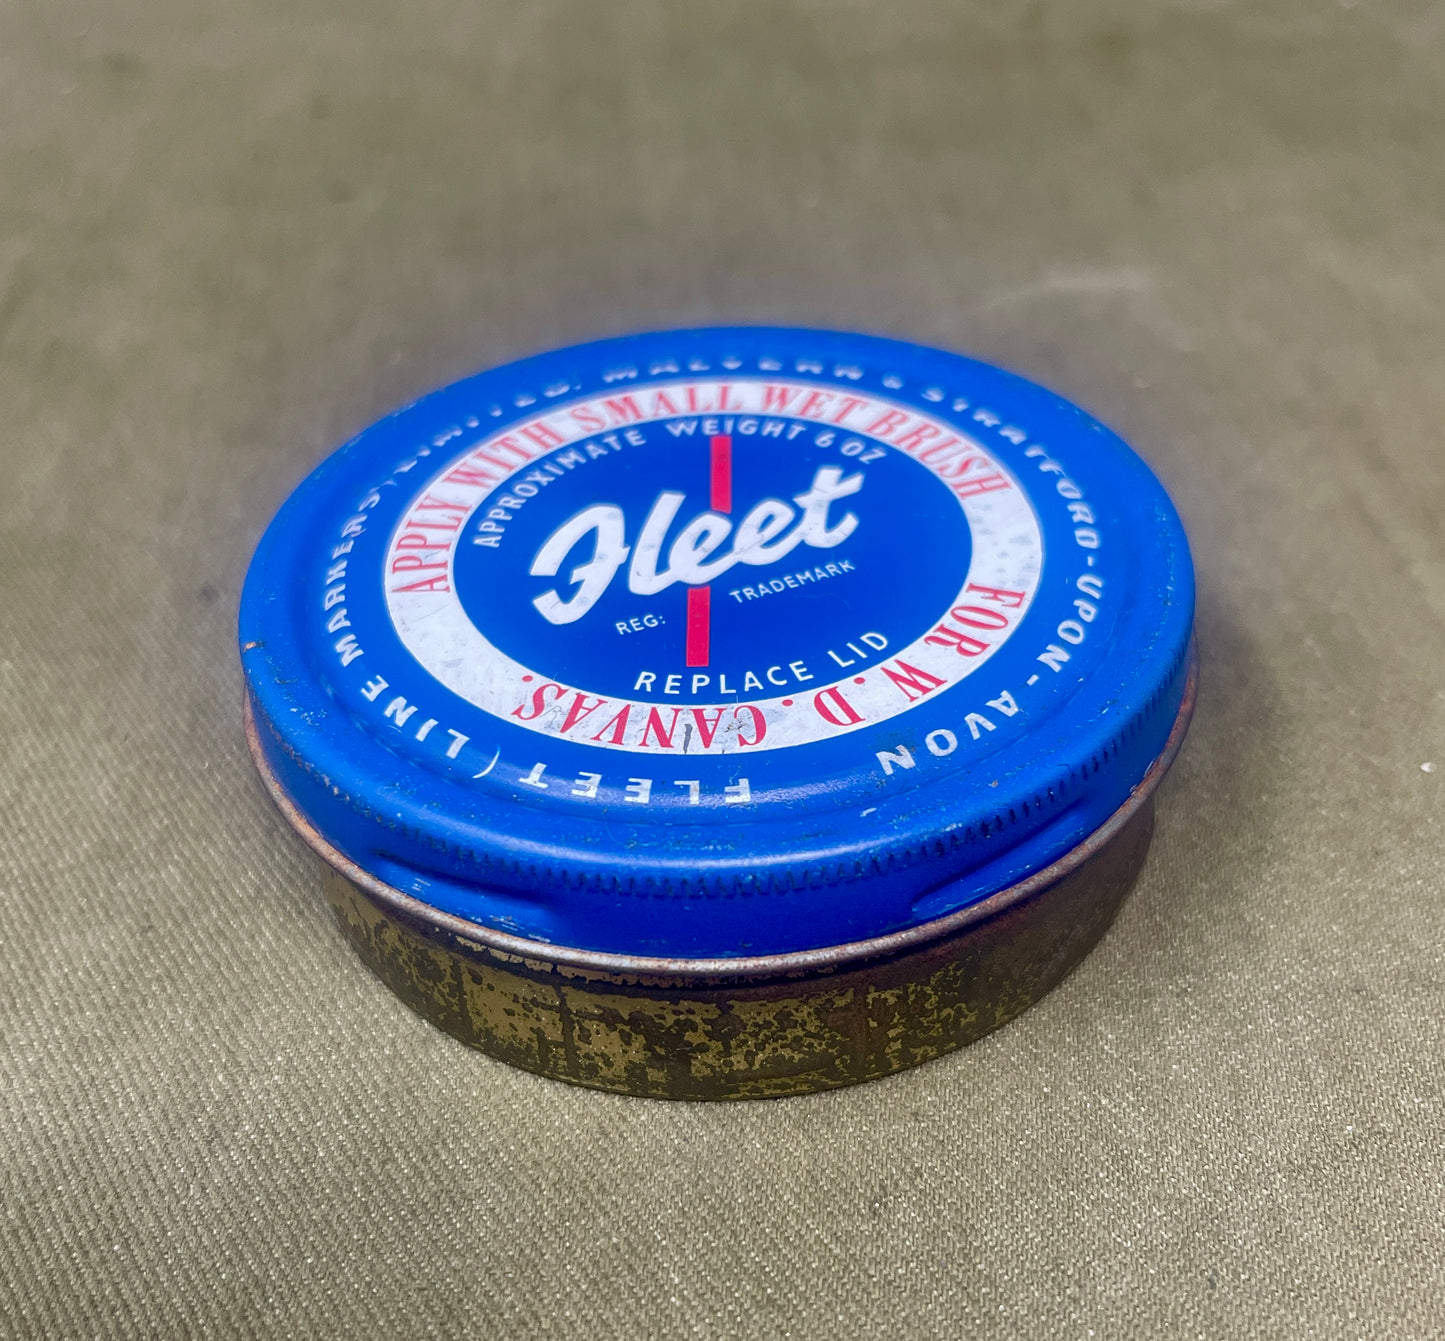 FLEET (LINE MARKERS) LIMITED. MALVERN & STRATFORD-UPON-AVON
APPLY WITH SMALL WET BRUSH
FOR W. D. CANVAS.
APPROXIMATE WEIGHT 6 OZ
Fleet
REG: TRADEMARK
REPLACE LID